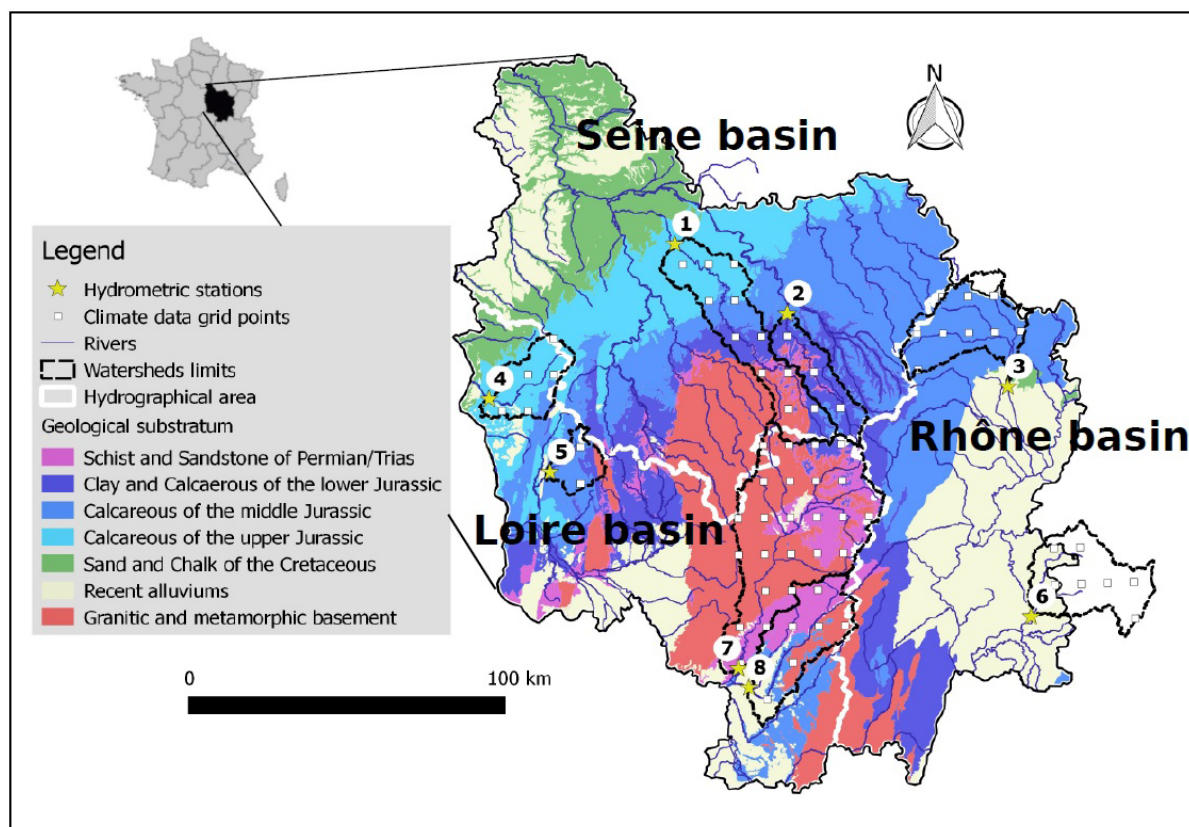 N
Seine basin
1
2
3
4
5
Rhône basin
Loire basin
6
7
8
Legend
Hydrometric stations
Climate data grid points
Rivers
Watersheds limits
Hydrographical area
Geological substratum
Schist and Sandstone of Permian/Trias
Clay and Calcaerous of the lower Jurassic
Calcareous of the middle Jurassic
Calcareous of the upper Jurassic
Sand and Chalk of the Cretaceous
Recent alluviums
Granitic and metamorphic basement
0 100 km